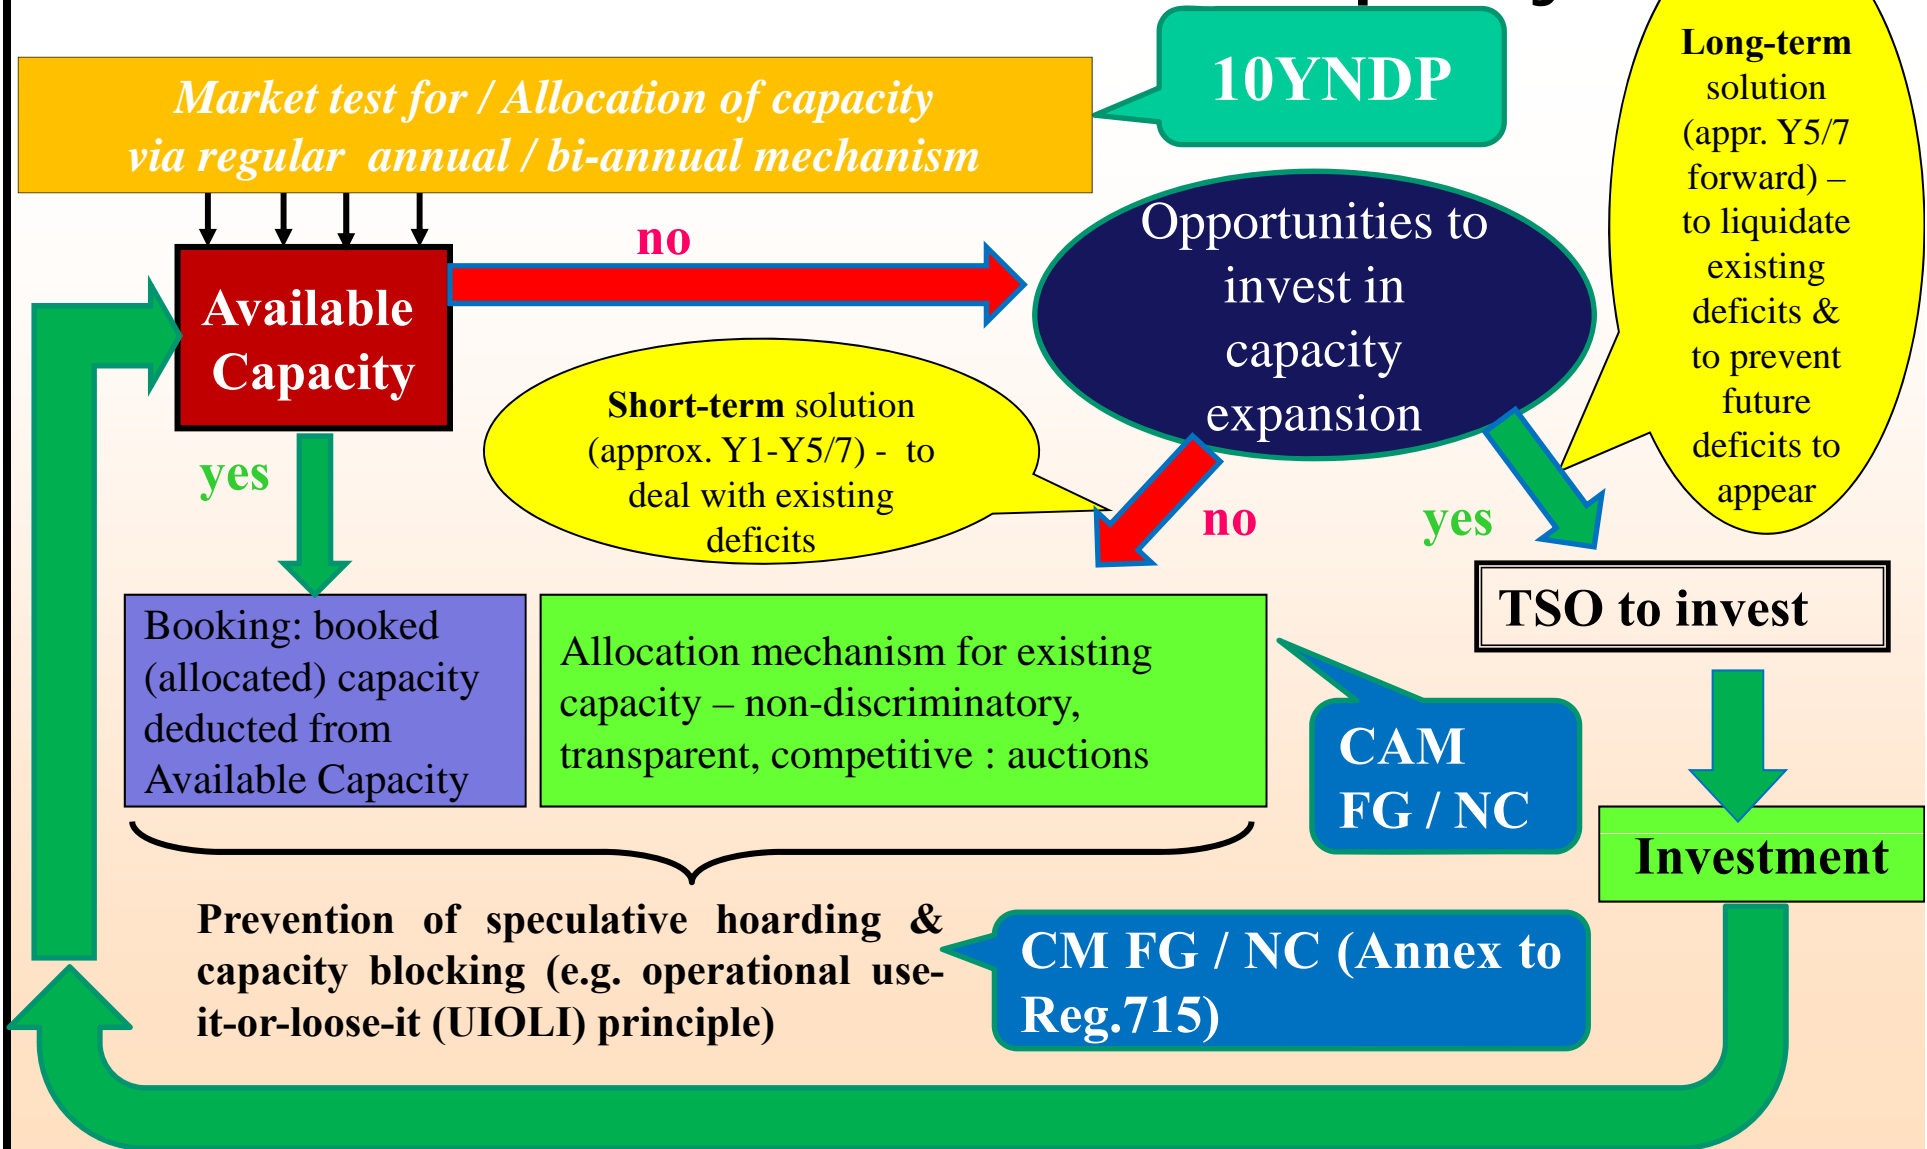 10YNDP
Market test for / Allocation of capacity
via regular annual / bi-annual mechanism
Long-term
solution
(appr. Y5/7
forward) –
to liquidate
existing
deficits &
to prevent
future
deficits to
appear
no
Opportunities to
invest in
capacity
expansion
Available
Capacity
Short-term solution
(approx. Y1-Y5/7) - to
deal with existing
deficits
yes
no
yes
TSO to invest
Booking: booked
(allocated) capacity
deducted from
Available Capacity
Allocation mechanism for existing
capacity – non-discriminatory,
transparent, competitive : auctions
CAM
FG / NC
Investment
Prevention of speculative hoarding &
capacity blocking (e.g. operational use-
it-or-loose-it (UIOLI) principle)
CM FG / NC (Annex to
Reg.715)